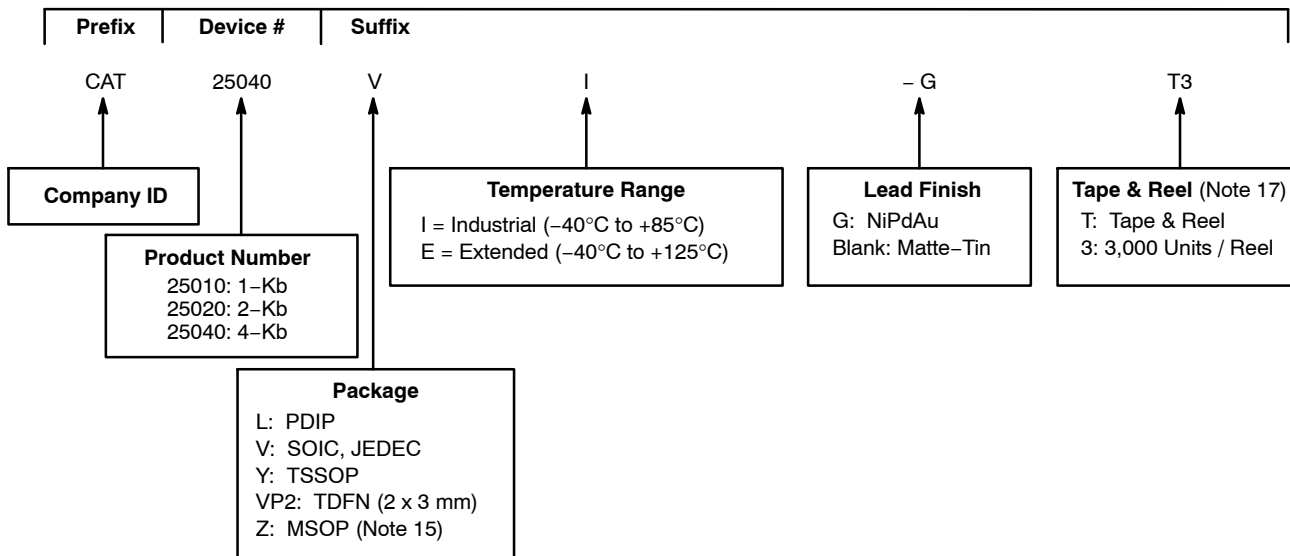 Prefix Device # Suffix
CAT 25040 V I – G T3
Company ID
Product Number
25010: 1–Kb
25020: 2–Kb
25040: 4–Kb
Package
L: PDIP
V: SOIC, JEDEC
Y: TSSOP
VP2: TDFN (2 x 3 mm)
Z: MSOP (Note 15)
Temperature Range
I = Industrial (–40°C to +85°C)
E = Extended (–40°C to +125°C)
Lead Finish
G: NiPdAu
Blank: Matte–Tin
Tape & Reel (Note 17)
T: Tape & Reel
3: 3,000 Units / Reel